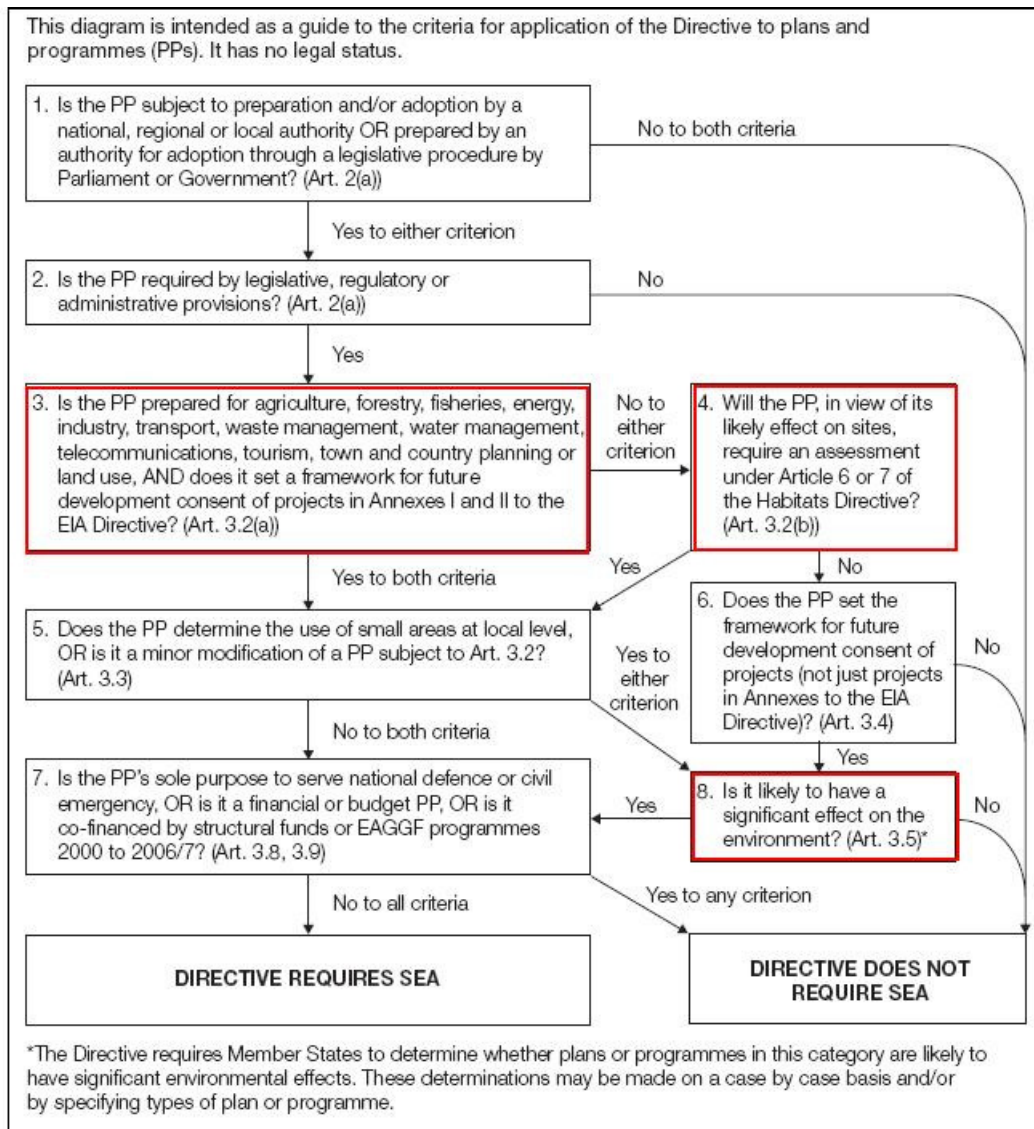 This diagram is intended as a guide to the criteria for application of the Directive to plans and
programmes (PPs). It has no legal status.
1. Is the PP subject to preparation and/or adoption by a
national, regional or local authority OR prepared by an
authority for adoption through a legislative procedure by
Parliament or Government? (Art. 2(a))
No to both criteria
Yes to either criterion
2. Is the PP required by legislative, regulatory or
administrative provisions? (Art. 2(a))
No
Yes
3. Is the PP prepared for agriculture, forestry, fisheries, energy,
industry, transport, waste management, water management,
telecommunications, tourism, town and country planning or
land use, AND does it set a framework for future
development consent of projects in Annexes I and II to the
EIA Directive? (Art. 3.2(a))
No to
either
criterion
4. Will the PP, in view of its
likely effect on sites,
require an assessment
under Article 6 or 7 of
the Habitats Directive?
(Art. 3.2(b))
Yes to both criteria
Yes
No
5. Does the PP determine the use of small areas at local level,
OR is it a minor modification of a PP subject to Art. 3.2?
(Art. 3.3)
Yes to
either
criterion
6. Does the PP set the
framework for future
development consent of
projects (not just projects
in Annexes to the EIA
Directive)? (Art. 3.4)
No
No to both criteria
Yes
7. Is the PP's sole purpose to serve national defence or civil
emergency, OR is it a financial or budget PP, OR is it
co-financed by structural funds or EAGGF programmes
2000 to 2006/7? (Art. 3.8, 3.9)
Yes
8. Is it likely to have a
significant effect on the
environment? (Art. 3.5)*
No
No to all criteria
Yes to any criterion
DIRECTIVE REQUIRES SEA
DIRECTIVE DOES NOT
REQUIRE SEA
*The Directive requires Member States to determine whether plans or programmes in this category are likely to
have significant environmental effects. These determinations may be made on a case by case basis and/or
by specifying types of plan or programme.